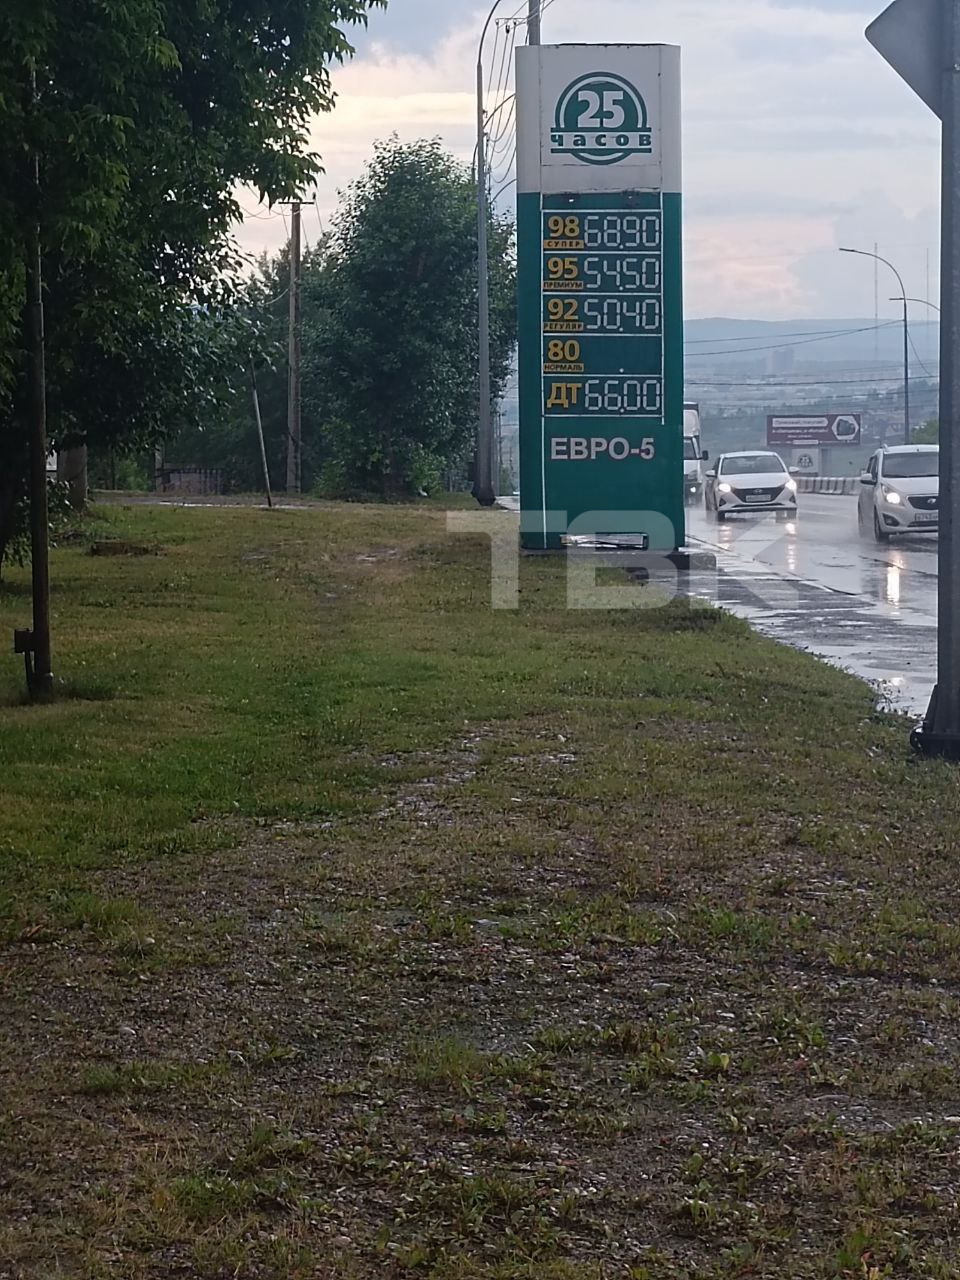 25
часов
98 68.90
СУПЕР
95 54.50
ПРЕМИУМ
92 50.40
РЕГУЛЯР
80
НОРМАЛЬ
ДТ 66.00
ЕВРО-5
ТВК